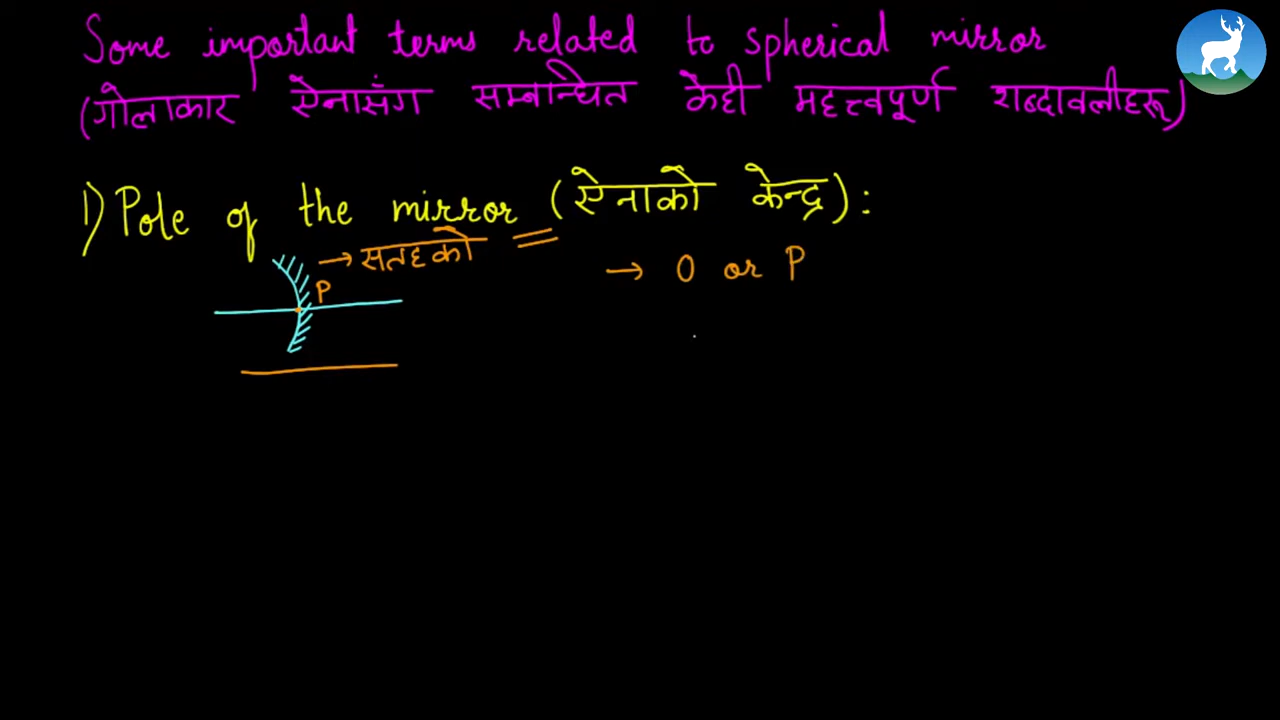 Some important terms related to spherical mirror
(गोलाकार ऐनासँग सम्बन्धित केही महत्त्वपूर्ण शब्दावलीहरू)
1) Pole of the mirror (ऐनाको केन्द्र) :
→ सतहको
→ O or P
P